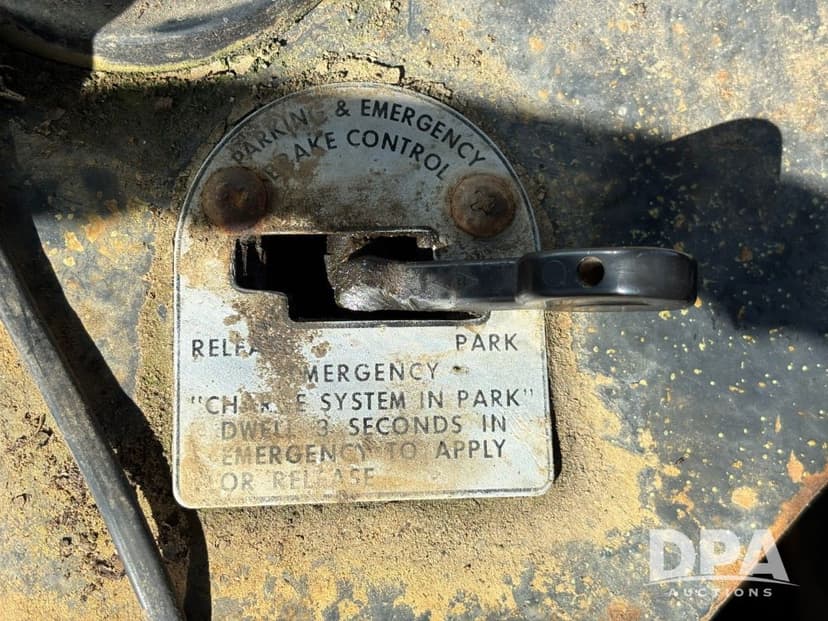 PARKING & EMERGENCY
BRAKE CONTROL
RELEASE PARK
EMERGENCY
"CHARGE SYSTEM IN PARK"
DWELL 3 SECONDS IN
EMERGENCY TO APPLY
OR RELEASE
DPA
AUCTIONS